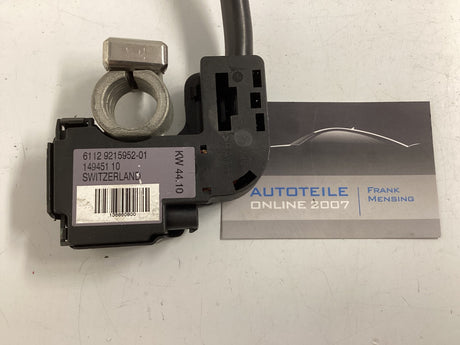 6112 9215952-01
149451 10
SWITZERLAND
KW 44.10
AUTOTEILE
ONLINE 2007
FRANK
MENSING